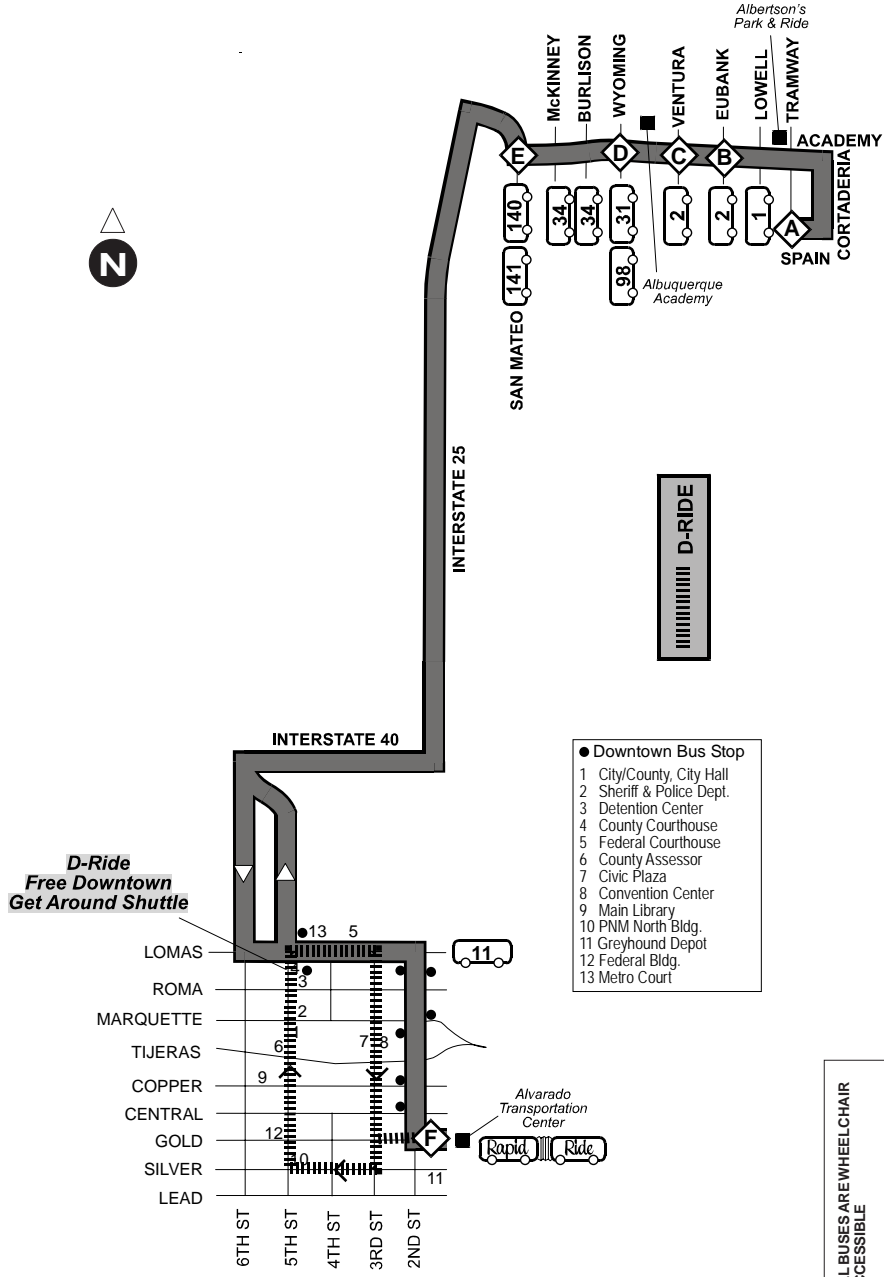 Albertson's
Park & Ride
McKINNEY
BURLISON
WYOMING
VENTURA
EUBANK
LOWELL
TRAMWAY
ACADEMY
CORTADERIA
E
D
C
B
A
140
34
34
31
2
2
1
141
98
SPAIN
Albuquerque
Academy
SAN MATEO
N
INTERSTATE 25
D-RIDE
INTERSTATE 40
● Downtown Bus Stop
1 City/County, City Hall
2 Sheriff & Police Dept.
3 Detention Center
4 County Courthouse
5 Federal Courthouse
6 County Assessor
7 Civic Plaza
8 Convention Center
9 Main Library
10 PNM North Bldg.
11 Greyhound Depot
12 Federal Bldg.
13 Metro Court
D-Ride
Free Downtown
Get Around Shuttle
13 5
LOMAS
11
4
3
ROMA
2
MARQUETTE
1
6
7 8
TIJERAS
9
COPPER
CENTRAL
12
GOLD
F
Alvarado
Transportation
Center
Rapid Ride
10
SILVER
11
LEAD
6TH ST
5TH ST
4TH ST
3RD ST
2ND ST
L BUSES ARE WHEELCHAIR
CCESSIBLE